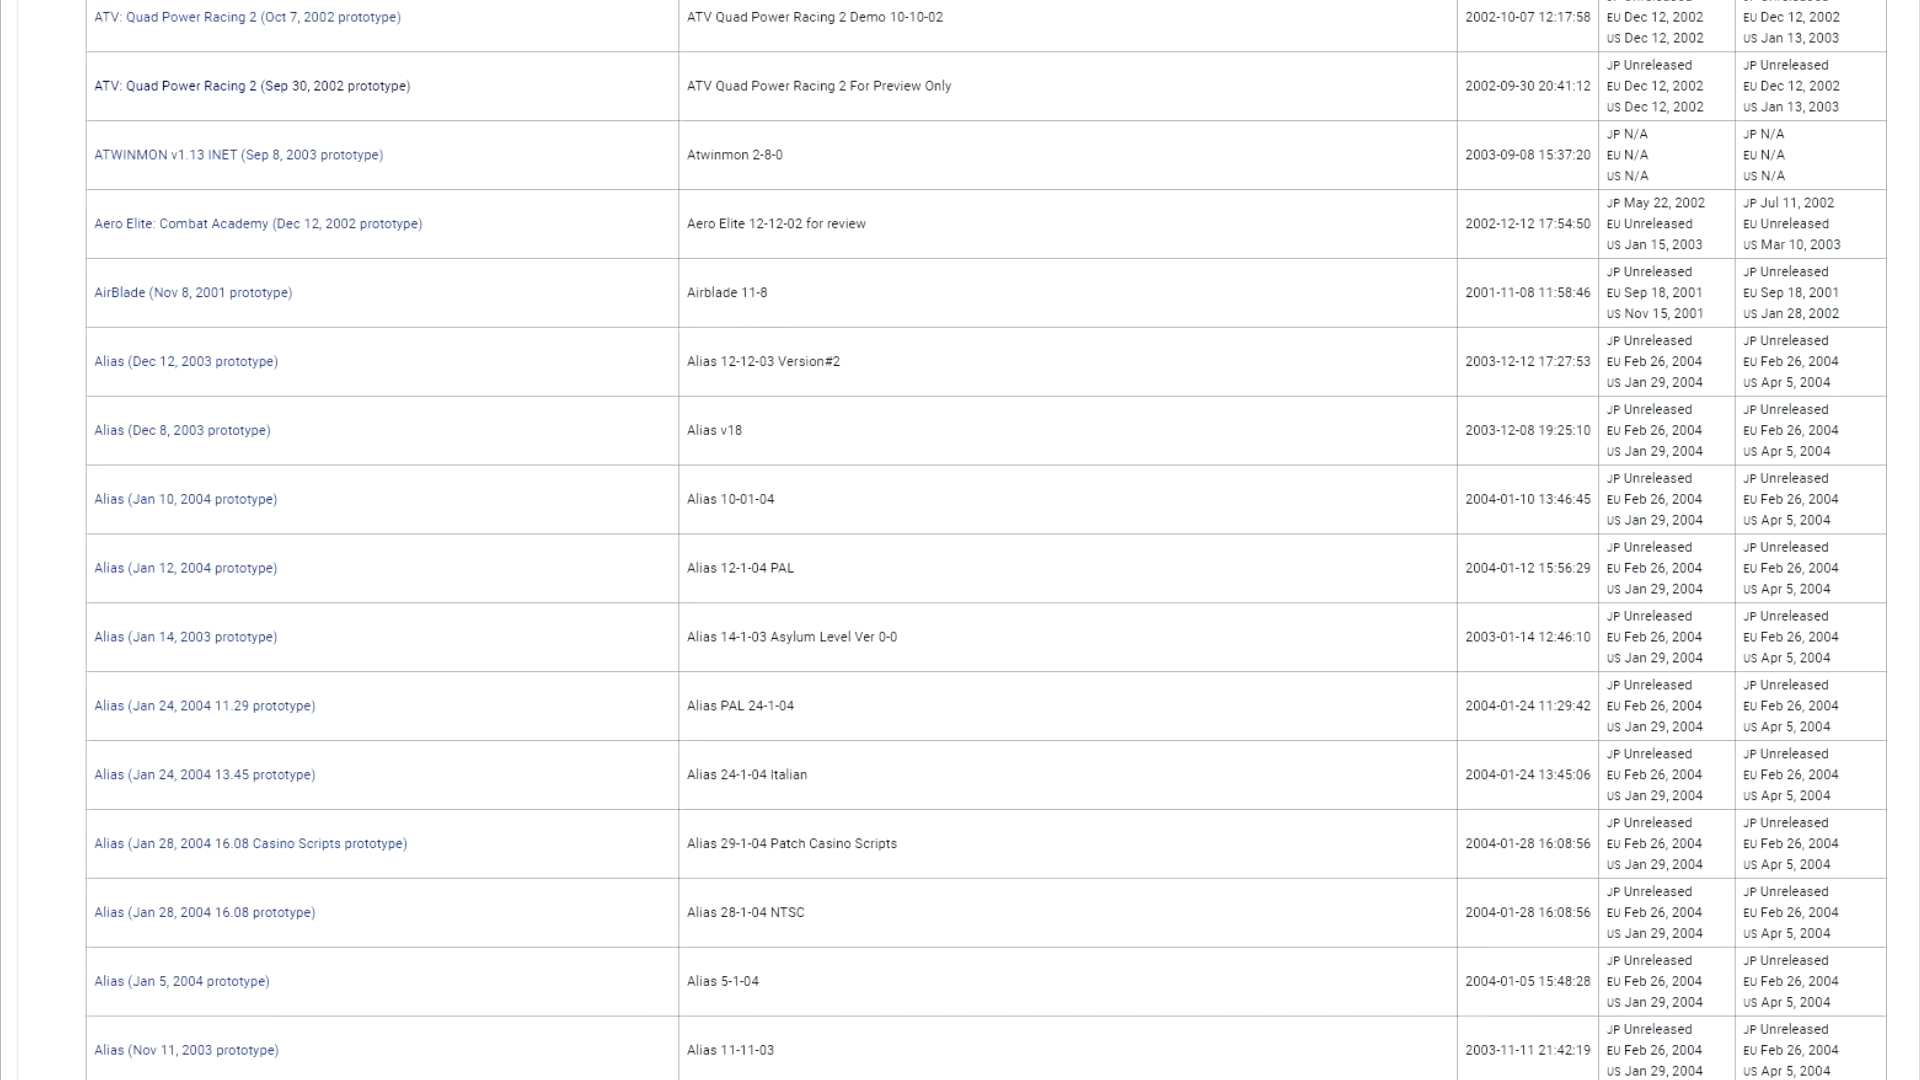 JP Unreleased JP Unreleased
ATV: Quad Power Racing 2 (Oct 7, 2002 prototype) ATV Quad Power Racing 2 Demo 10-10-02 2002-10-07 12:17:58 EU Dec 12, 2002 EU Dec 12, 2002
US Dec 12, 2002 US Jan 13, 2003
JP Unreleased JP Unreleased
ATV: Quad Power Racing 2 (Sep 30, 2002 prototype) ATV Quad Power Racing 2 For Preview Only 2002-09-30 20:41:12 EU Dec 12, 2002 EU Dec 12, 2002
US Dec 12, 2002 US Jan 13, 2003
JP N/A JP N/A
ATWINMON v1.13 INET (Sep 8, 2003 prototype) Atwinmon 2-8-0 2003-09-08 15:37:20 EU N/A EU N/A
US N/A US N/A
JP May 22, 2002 JP Jul 11, 2002
Aero Elite: Combat Academy (Dec 12, 2002 prototype) Aero Elite 12-12-02 for review 2002-12-12 17:54:50 EU Unreleased EU Unreleased
US Jan 15, 2003 US Mar 10, 2003
JP Unreleased JP Unreleased
AirBlade (Nov 8, 2001 prototype) Airblade 11-8 2001-11-08 11:58:46 EU Sep 18, 2001 EU Sep 18, 2001
US Nov 15, 2001 US Jan 28, 2002
JP Unreleased JP Unreleased
Alias (Dec 12, 2003 prototype) Alias 12-12-03 Version#2 2003-12-12 17:27:53 EU Feb 26, 2004 EU Feb 26, 2004
US Jan 29, 2004 US Apr 5, 2004
JP Unreleased JP Unreleased
Alias (Dec 8, 2003 prototype) Alias v18 2003-12-08 19:25:10 EU Feb 26, 2004 EU Feb 26, 2004
US Jan 29, 2004 US Apr 5, 2004
JP Unreleased JP Unreleased
Alias (Jan 10, 2004 prototype) Alias 10-01-04 2004-01-10 13:46:45 EU Feb 26, 2004 EU Feb 26, 2004
US Jan 29, 2004 US Apr 5, 2004
JP Unreleased JP Unreleased
Alias (Jan 12, 2004 prototype) Alias 12-1-04 PAL 2004-01-12 15:56:29 EU Feb 26, 2004 EU Feb 26, 2004
US Jan 29, 2004 US Apr 5, 2004
JP Unreleased JP Unreleased
Alias (Jan 14, 2003 prototype) Alias 14-1-03 Asylum Level Ver 0-0 2003-01-14 12:46:10 EU Feb 26, 2004 EU Feb 26, 2004
US Jan 29, 2004 US Apr 5, 2004
JP Unreleased JP Unreleased
Alias (Jan 24, 2004 11.29 prototype) Alias PAL 24-1-04 2004-01-24 11:29:42 EU Feb 26, 2004 EU Feb 26, 2004
US Jan 29, 2004 US Apr 5, 2004
JP Unreleased JP Unreleased
Alias (Jan 24, 2004 13.45 prototype) Alias 24-1-04 Italian 2004-01-24 13:45:06 EU Feb 26, 2004 EU Feb 26, 2004
US Jan 29, 2004 US Apr 5, 2004
JP Unreleased JP Unreleased
Alias (Jan 28, 2004 16.08 Casino Scripts prototype) Alias 29-1-04 Patch Casino Scripts 2004-01-28 16:08:56 EU Feb 26, 2004 EU Feb 26, 2004
US Jan 29, 2004 US Apr 5, 2004
JP Unreleased JP Unreleased
Alias (Jan 28, 2004 16.08 prototype) Alias 28-1-04 NTSC 2004-01-28 16:08:56 EU Feb 26, 2004 EU Feb 26, 2004
US Jan 29, 2004 US Apr 5, 2004
JP Unreleased JP Unreleased
Alias (Jan 5, 2004 prototype) Alias 5-1-04 2004-01-05 15:48:28 EU Feb 26, 2004 EU Feb 26, 2004
US Jan 29, 2004 US Apr 5, 2004
JP Unreleased JP Unreleased
Alias (Nov 11, 2003 prototype) Alias 11-11-03 2003-11-11 21:42:19 EU Feb 26, 2004 EU Feb 26, 2004
US Jan 29, 2004 US Apr 5, 2004